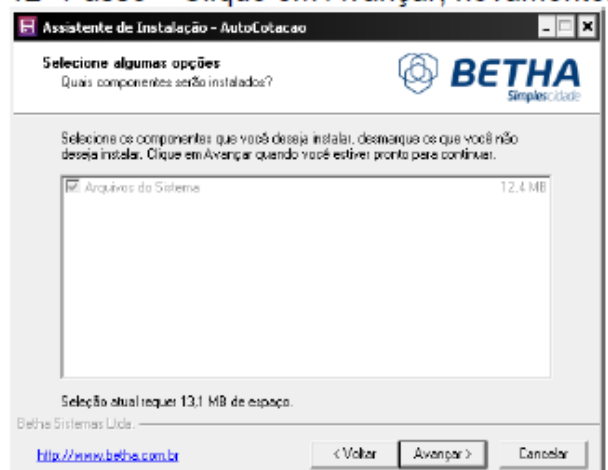 Assistente de Instalação - AutoCotacao
Selecione algumas opções
Quais componentes serão instalados?
BETHA
Simplescidade
Selecione os componentes que você deseja instalar, desmarque os que você não
deseja instalar. Clique em Avançar quando você estiver pronto para continuar.
Arquivos do Sistema 12.4 MB
Seleção atual requer 13,1 MB de espaço.
Betha Sistemas Ltda.
http://www.betha.com.br < Voltar Avançar > Cancelar